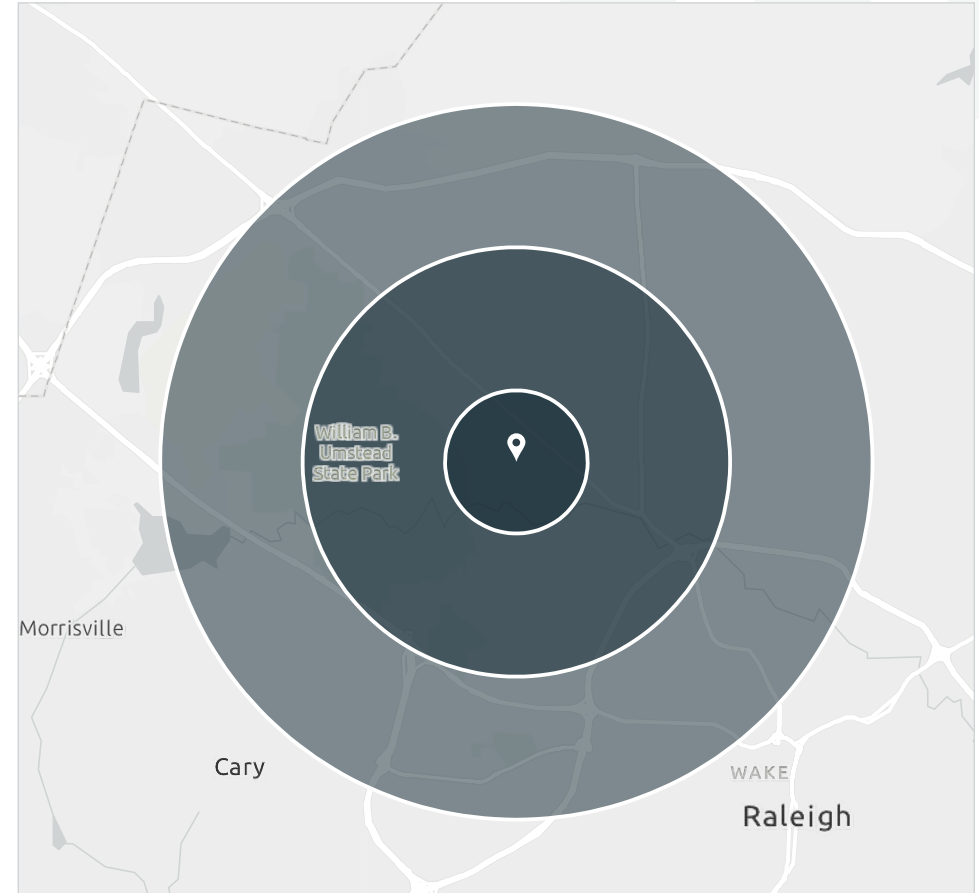 William B.
Umstead
State Park
Morrisville
Cary
WAKE
Raleigh